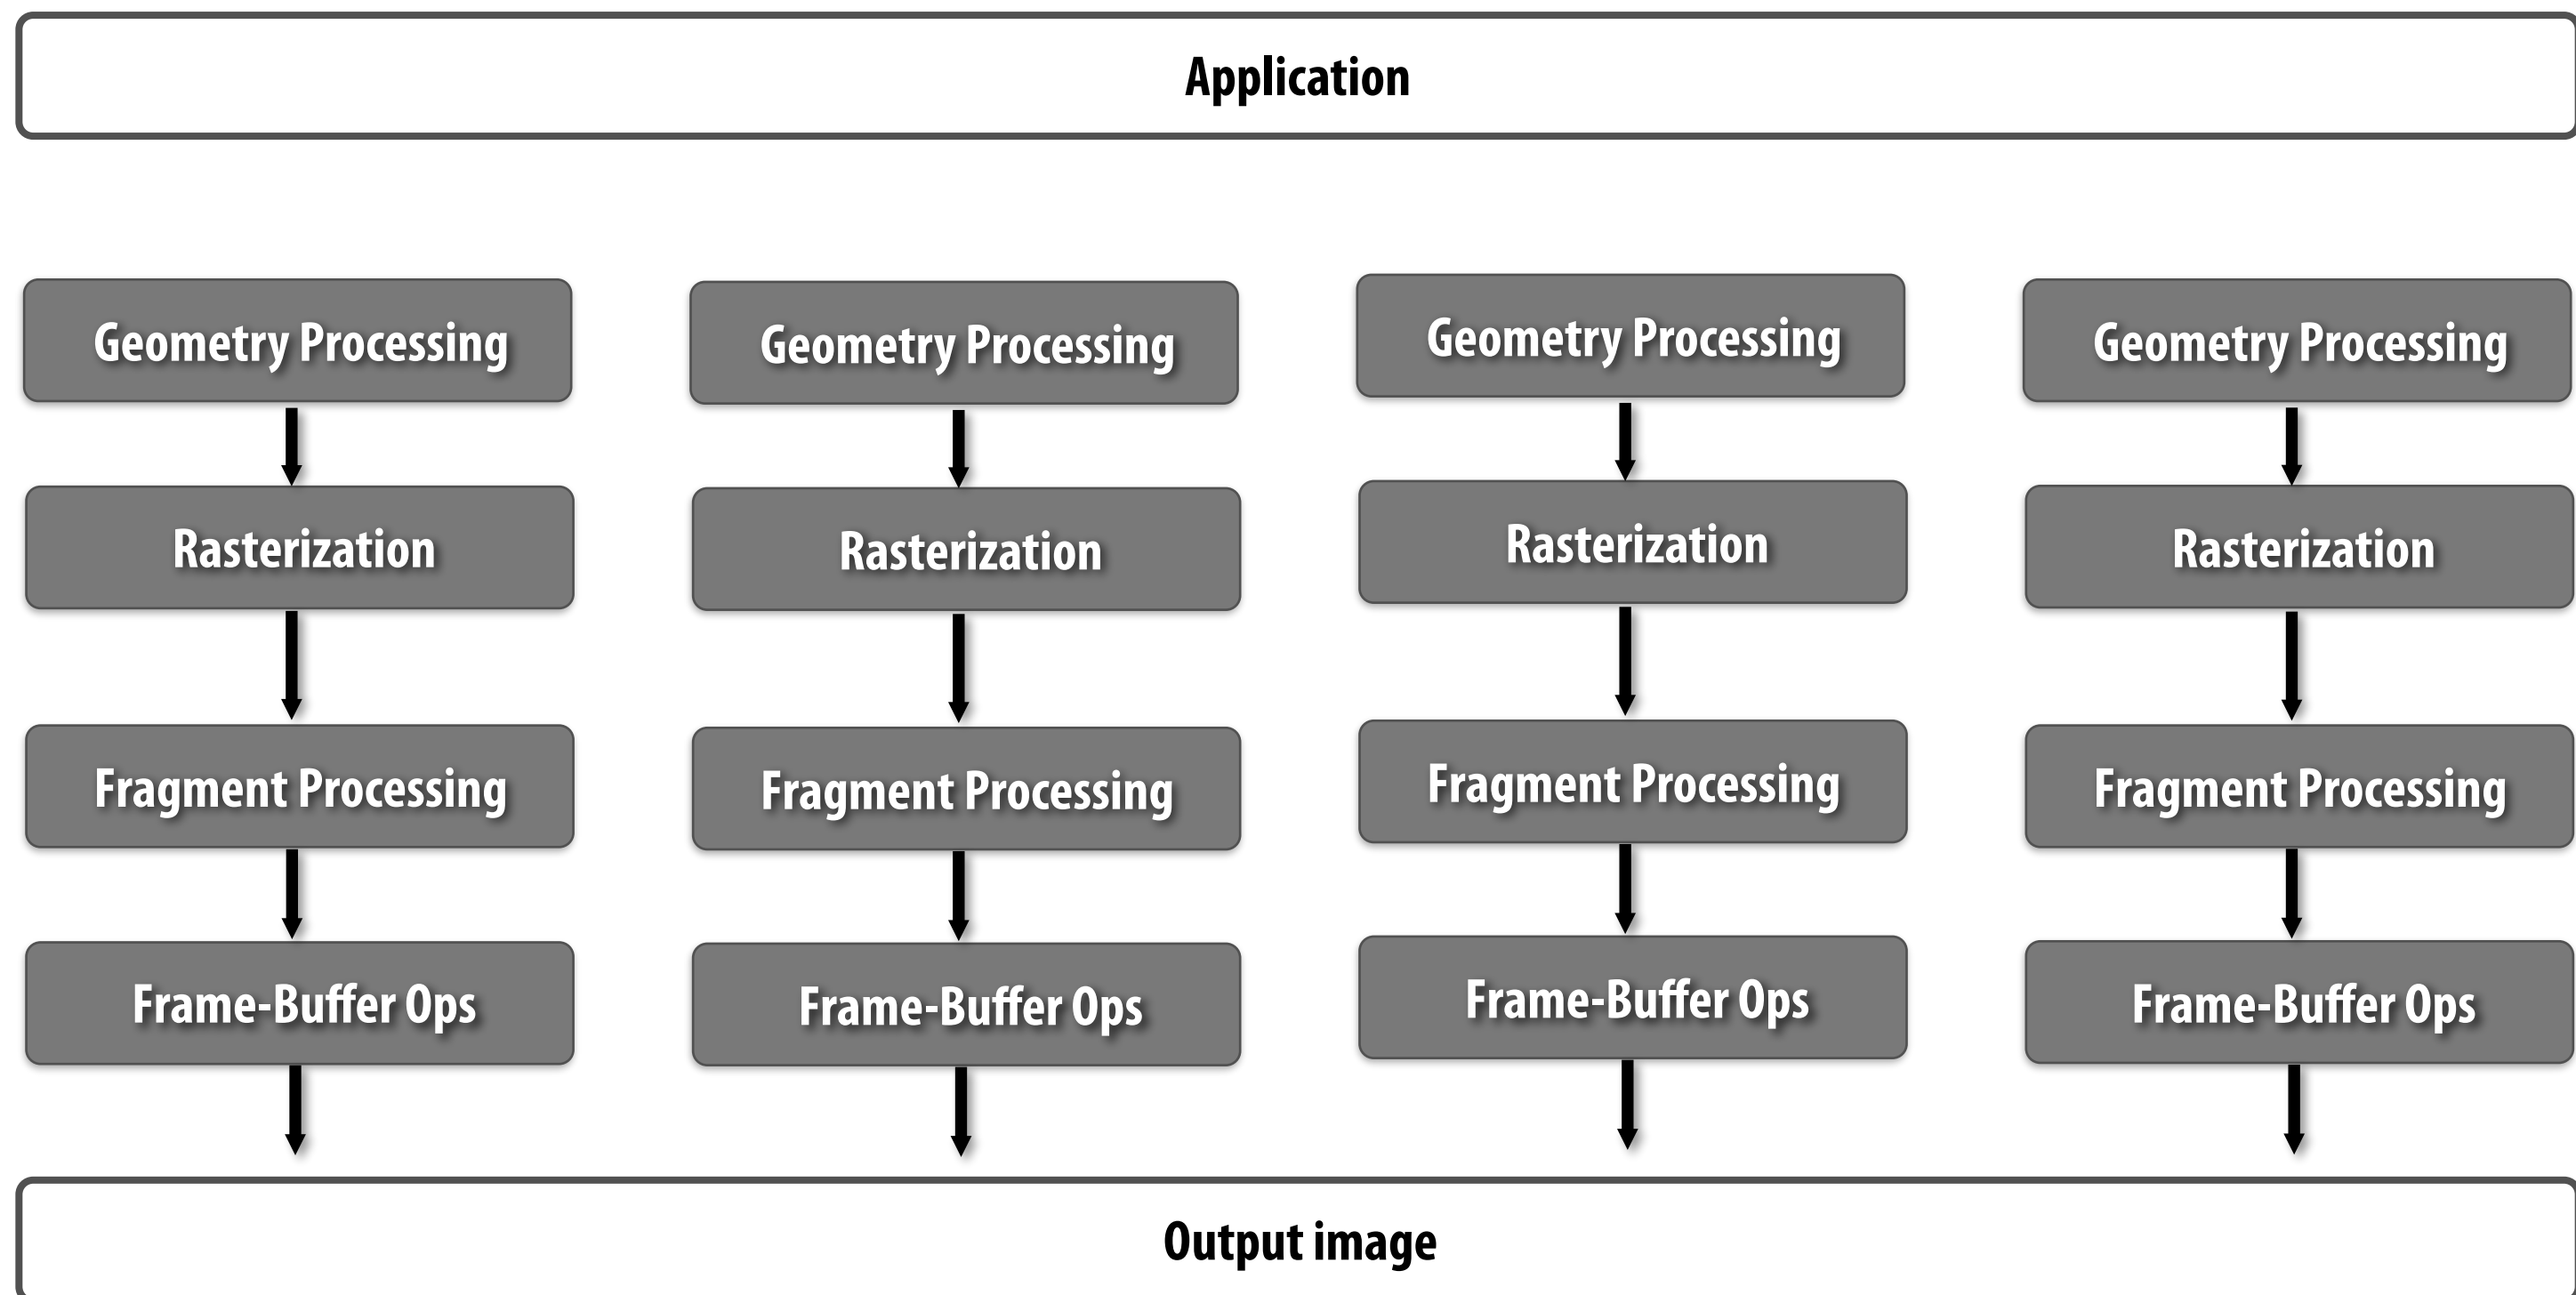 Application
Geometry Processing
Geometry Processing
Geometry Processing
Geometry Processing
Rasterization
Rasterization
Rasterization
Rasterization
Fragment Processing
Fragment Processing
Fragment Processing
Fragment Processing
Frame-Buffer Ops
Frame-Buffer Ops
Frame-Buffer Ops
Frame-Buffer Ops
Output image